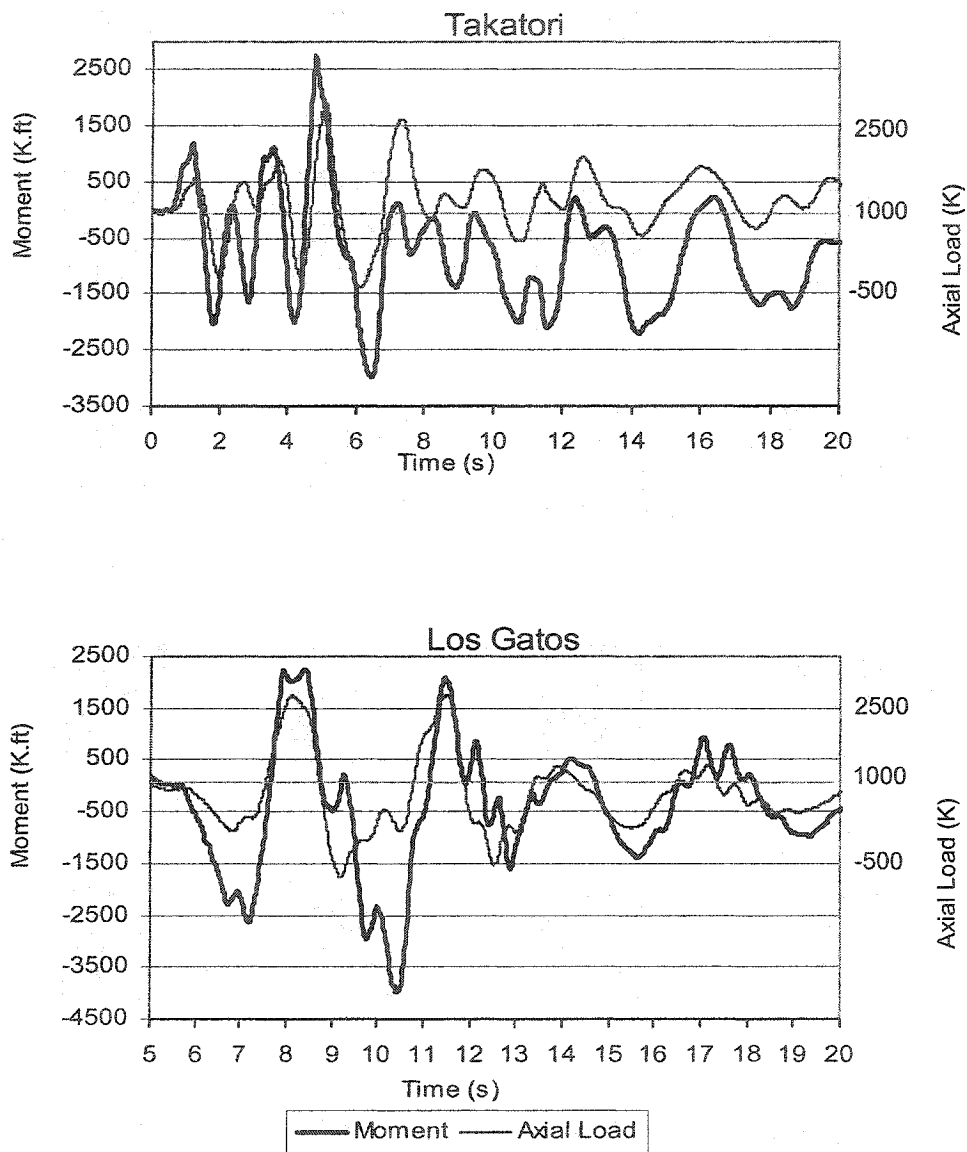 Takatori
Moment (K.ft)
2500
1500
500
-500
-1500
-2500
-3500
2500
1000
-500
Axial Load (K)
0 2 4 6 8 10 12 14 16 18 20
Time (s)
Los Gatos
Moment (K.ft)
2500
1500
500
-500
-1500
-2500
-3500
-4500
2500
1000
-500
Axial Load (K)
5 6 7 8 9 10 11 12 13 14 15 16 17 18 19 20
Time (s)
Moment Axial Load